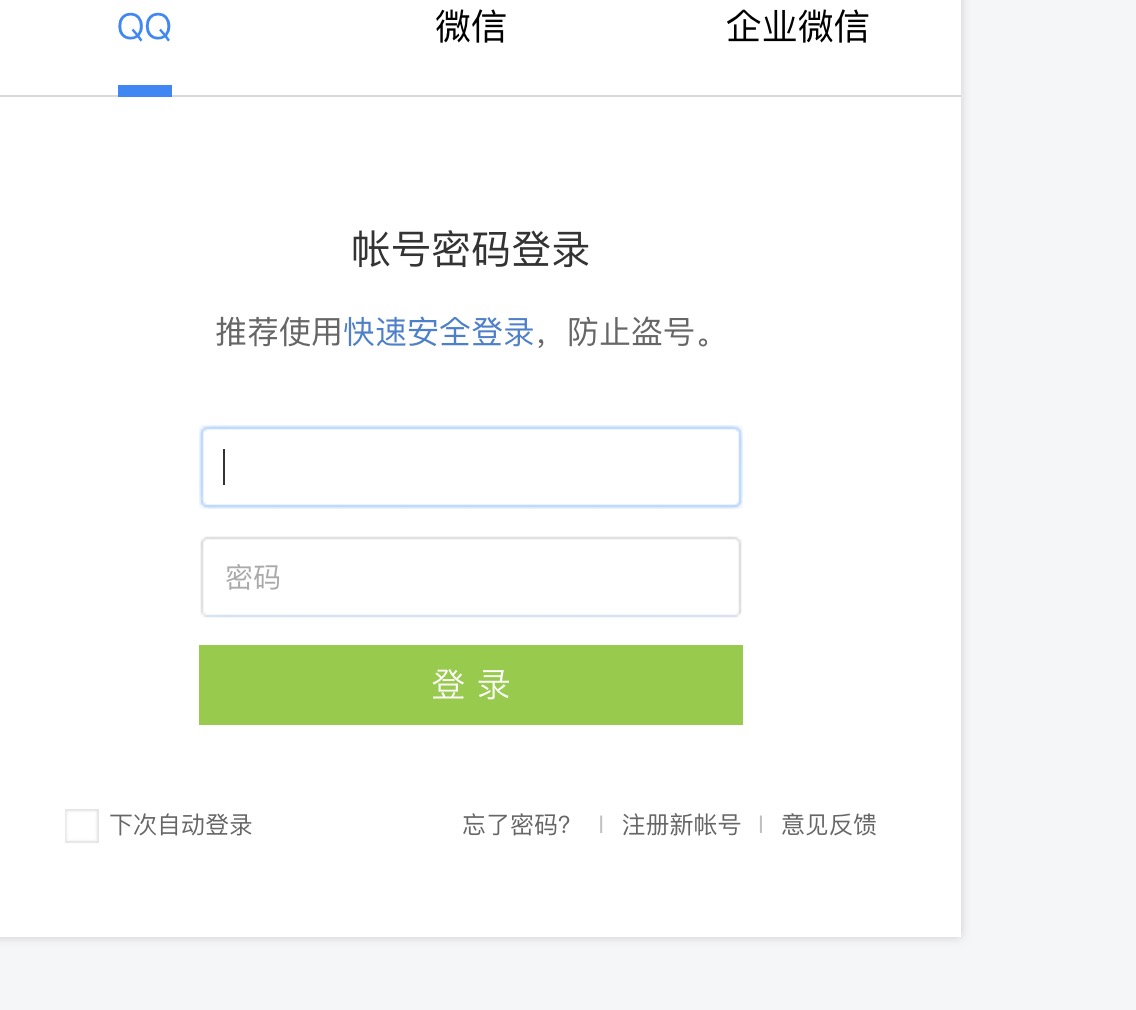 QQ 微信 企业微信
帐号密码登录
推荐使用快速安全登录，防止盗号。
密码
登 录
下次自动登录 忘了密码? | 注册新帐号 | 意见反馈